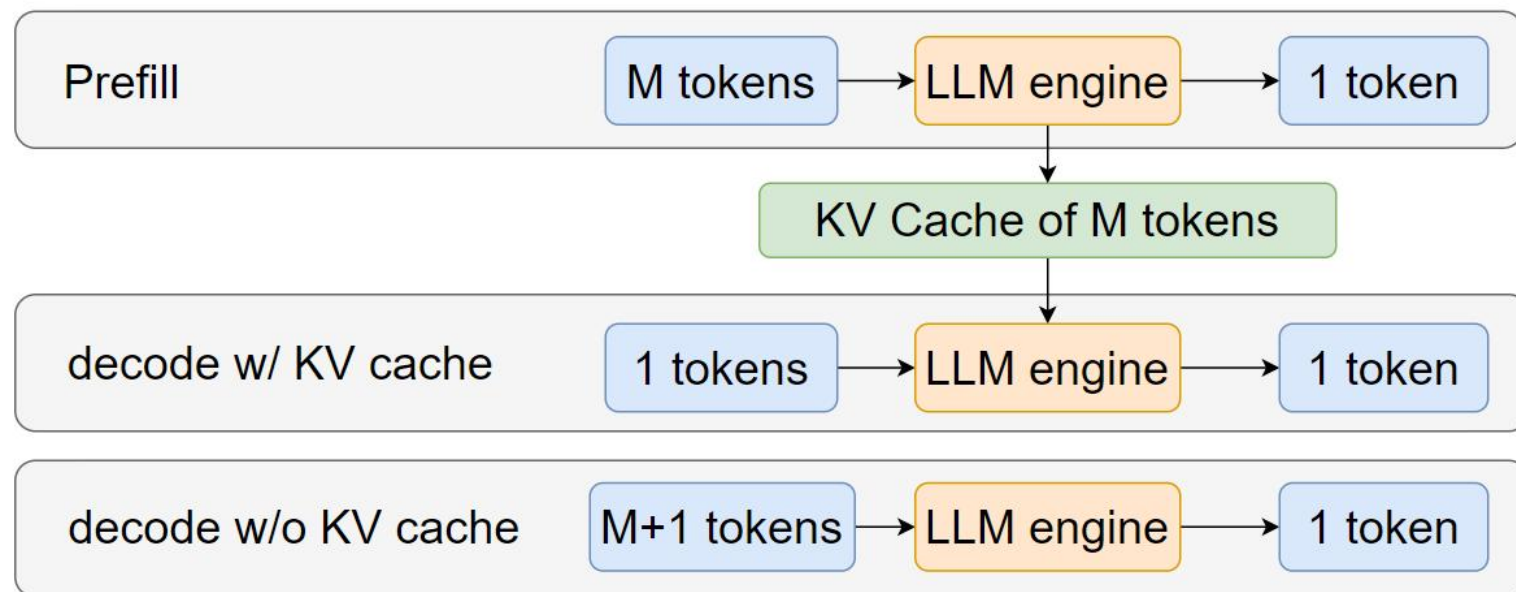 Prefill
M tokens
LLM engine
1 token
KV Cache of M tokens
decode w/ KV cache
1 tokens
LLM engine
1 token
decode w/o KV cache
M+1 tokens
LLM engine
1 token